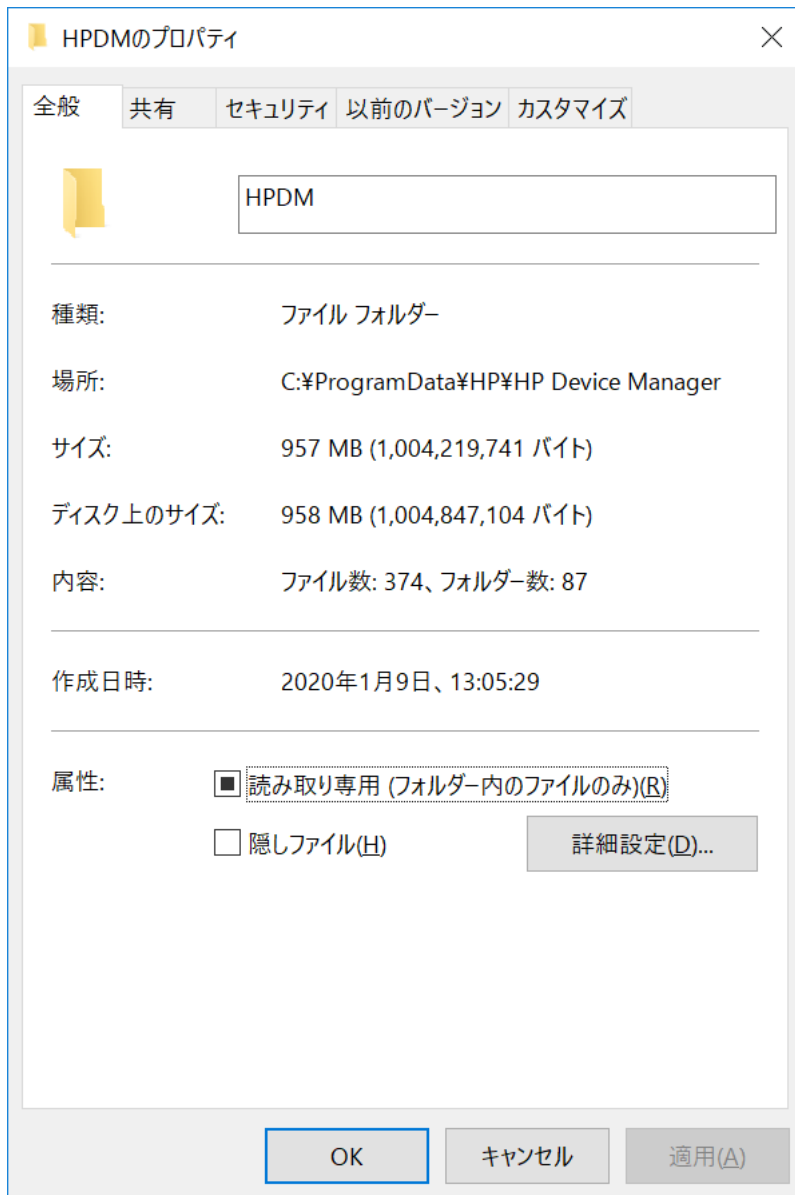 HPDMのプロパティ
全般 共有 セキュリティ 以前のバージョン カスタマイズ
HPDM
種類: ファイル フォルダー
場所: C:¥ProgramData¥HP¥HP Device Manager
サイズ: 957 MB (1,004,219,741 バイト)
ディスク上のサイズ: 958 MB (1,004,847,104 バイト)
内容: ファイル数: 374、フォルダー数: 87
作成日時: 2020年1月9日、13:05:29
属性: 読み取り専用 (フォルダー内のファイルのみ)(R)
隠しファイル(H) 詳細設定(D)...
OK キャンセル 適用(A)